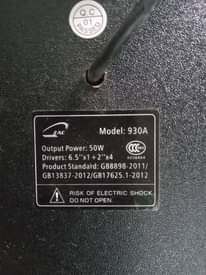 Q.C
01
PASSED
Model: 930A
Output Power: 50W
Drivers: 6.5"x1+2"x4
Product Standard: GB8898-2011/
GB13837-2012/GB17625.1-2012
RISK OF ELECTRIC SHOCK
DO NOT OPEN